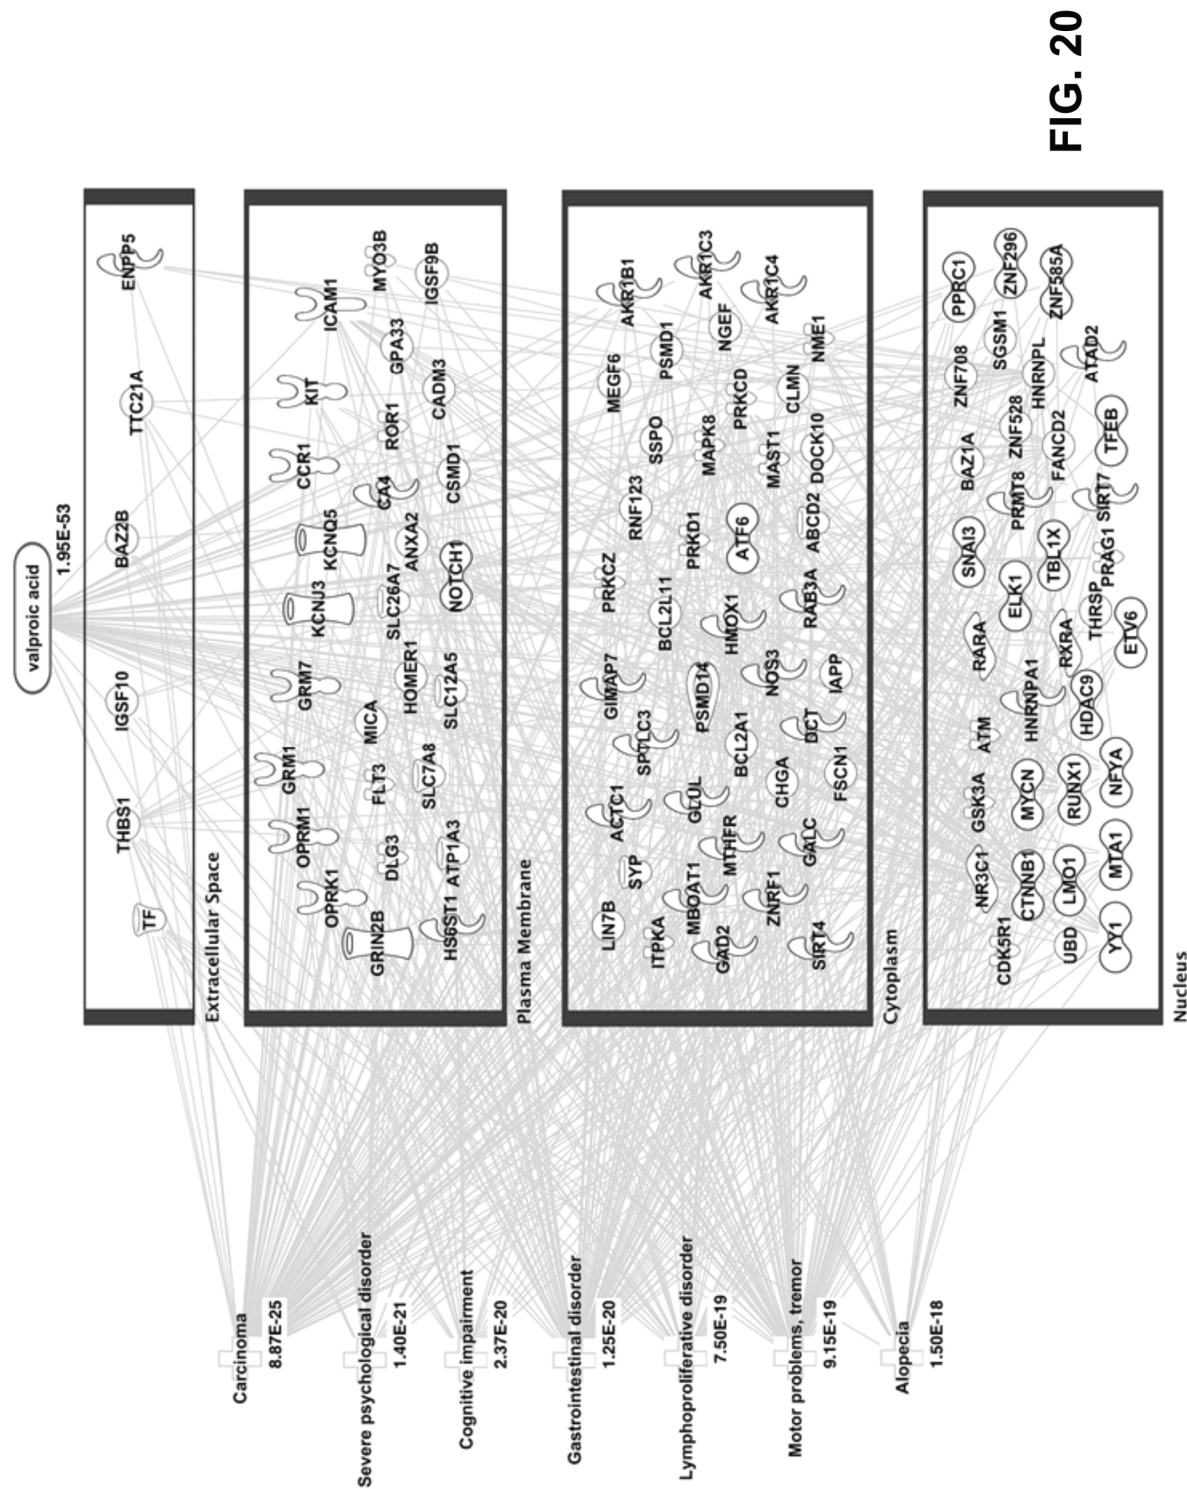 FIG. 20
valproic acid
1.95E-53
ENPP5
TTC21A
BAZ2B
IGSF10
THBS1
TF
Extracellular Space
ICAM1
MYO3B
IGSF9B
GPA33
KIT
CADM3
ROR1
CCR1
CA4
CSMD1
KCNQ5
ANXA2
NOTCH1
KCNJ3
SLC26A7
GRM7
HOMER1
SLC12A5
MICA
GRM1
FLT3
SLC7A8
OPRM1
DLG3
ATP1A3
OPRK1
GRIN2B
HS6ST1
Plasma Membrane
AKR1B1
AKR1C3
AKR1C4
PSMD1
NGEF
NME1
MEGF6
PRKCD
CLMN
SSPO
MAPK8
MAST1
DOCK10
RNF123
PRKD1
ATF6
ABCD2
PRKCZ
BCL2L11
HMOX1
RAB3A
GIMAP7
PSMD14
NOS3
IAPP
SPTLC3
BCL2A1
DCT
ACTC1
GLUL
CHGA
FSCN1
SYP
MTHFR
GALC
LIN7B
MBOAT1
ZNRF1
ITPKA
GAD2
SIRT4
Cytoplasm
PPRC1
ZNF296
ZNF585A
SGSM1
ZNF708
HNRNPL
ATAD2
ZNF528
FANCD2
TFEB
BAZ1A
PRMT8
SIRT7
SNAI3
TBL1X
PRAG1
ELK1
THRSP
RARA
RXRA
ETV6
ATM
HNRNPA1
HDAC9
GSK3A
MYCN
RUNX1
NFYA
NR3C1
CTNNB1
LMO1
MTA1
CDK5R1
UBD
YY1
Nucleus
Carcinoma
8.87E-25
Severe psychological disorder
1.40E-21
Cognitive impairment
2.37E-20
Gastrointestinal disorder
1.25E-20
Lymphoproliferative disorder
7.50E-19
Motor problems, tremor
9.15E-19
Alopecia
1.50E-18